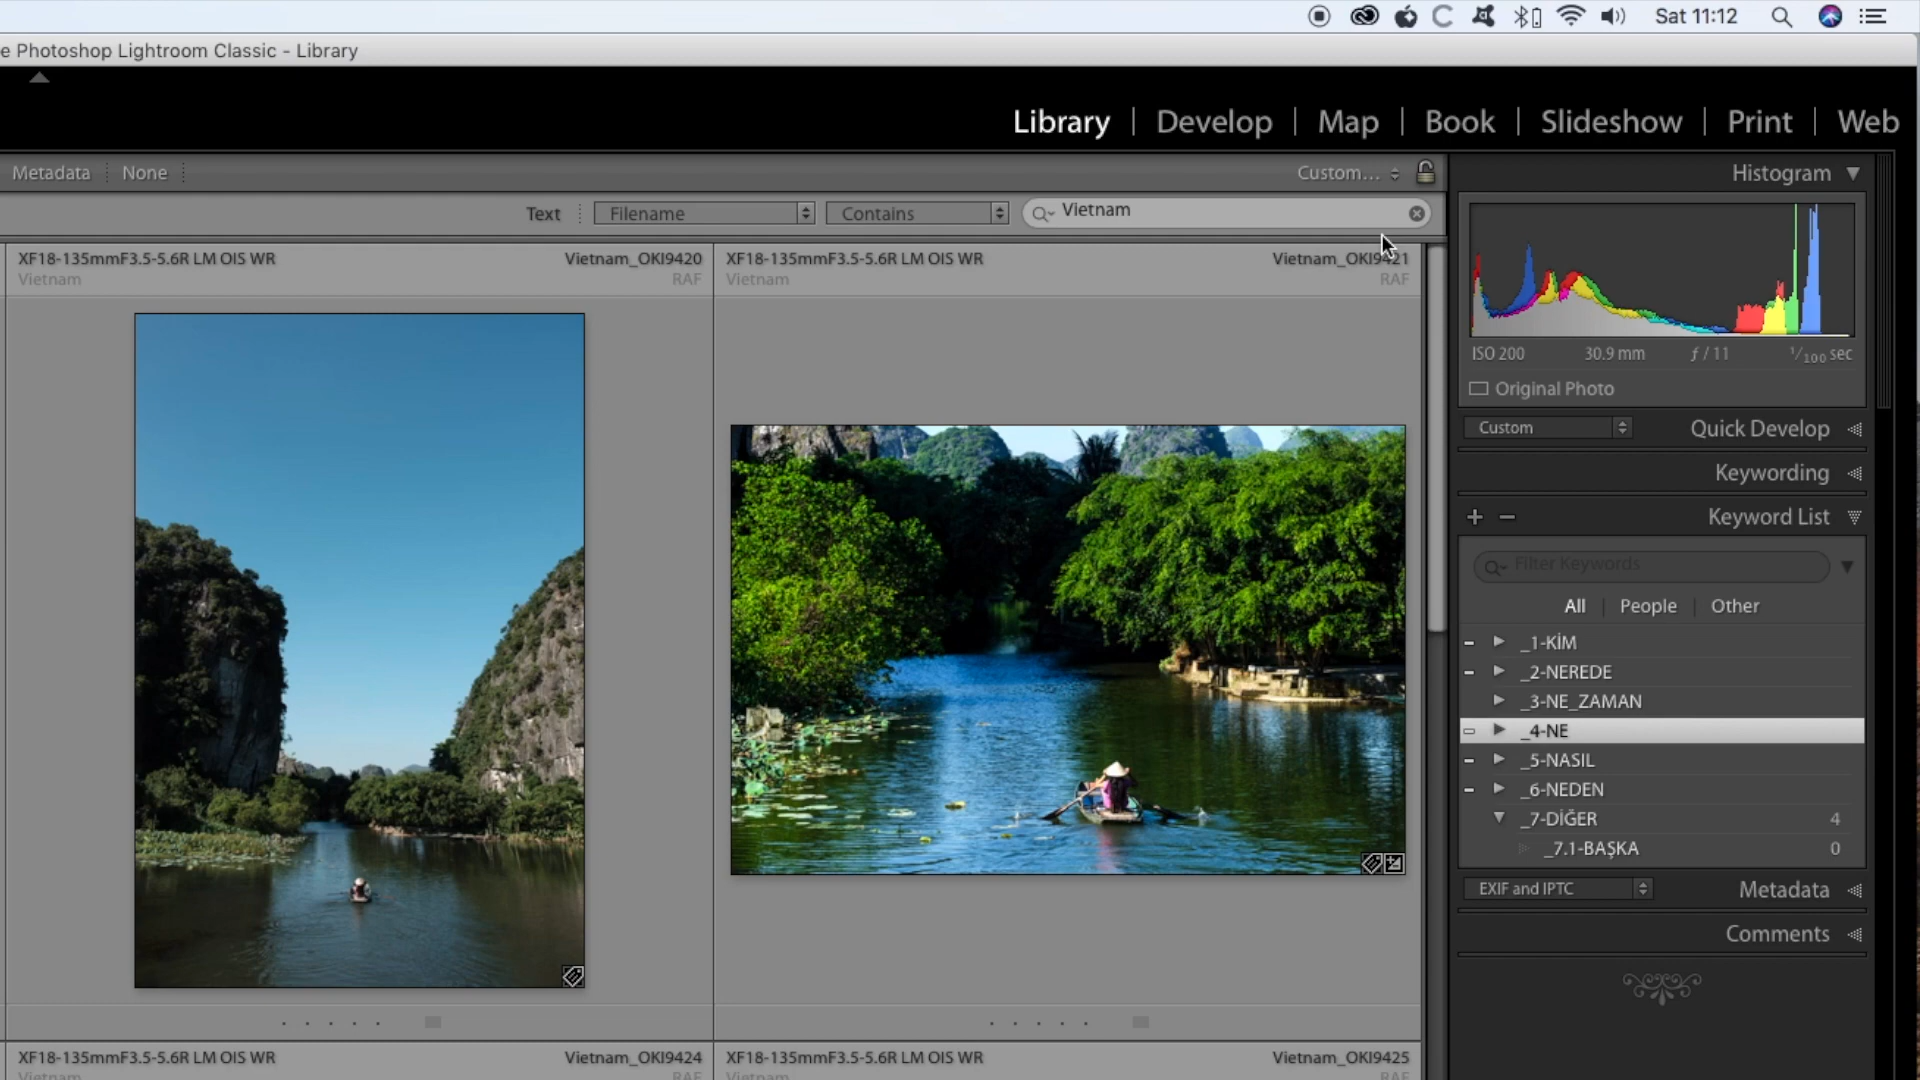 Sat 11:12
e Photoshop Lightroom Classic - Library
Library | Develop | Map | Book | Slideshow | Print | Web
Metadata None Custom...
Text Filename Contains Vietnam
XF18-135mmF3.5-5.6R LM OIS WR Vietnam_OKI9420
Vietnam RAF
XF18-135mmF3.5-5.6R LM OIS WR Vietnam_OKI9421
Vietnam RAF
XF18-135mmF3.5-5.6R LM OIS WR Vietnam_OKI9424
Vietnam RAF
XF18-135mmF3.5-5.6R LM OIS WR Vietnam_OKI9425
Vietnam RAF
Histogram
ISO 200 30.9 mm ƒ / 11 1/100 sec
Original Photo
Custom Quick Develop
Keywording
+ − Keyword List
Filter Keywords
All People Other
_1-KİM
_2-NEREDE
_3-NE_ZAMAN
_4-NE
_5-NASIL
_6-NEDEN
_7-DİĞER 4
_7.1-BAŞKA 0
EXIF and IPTC Metadata
Comments